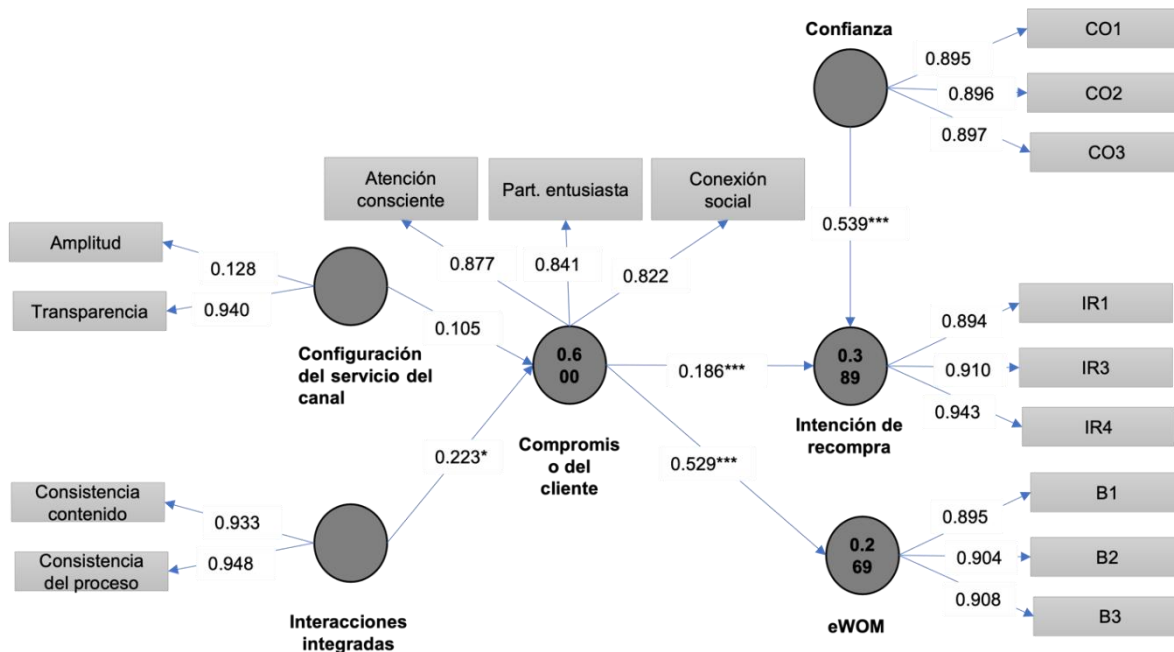 Confianza
CO1
0.895
CO2
0.896
CO3
0.897
Atención
consciente
Part. entusiasta
Conexión
social
0.539***
Amplitud
0.128
Transparencia
0.940
0.877
0.841
0.822
Configuración
del servicio del
canal
0.105
0.6
00
Compromis
o del
cliente
0.186***
0.3
89
Intención de
recompra
IR1
0.894
IR3
0.910
IR4
0.943
0.223*
0.529***
Consistencia
contenido
0.933
Consistencia
del proceso
0.948
Interacciones
integradas
0.2
69
eWOM
B1
0.895
B2
0.904
B3
0.908